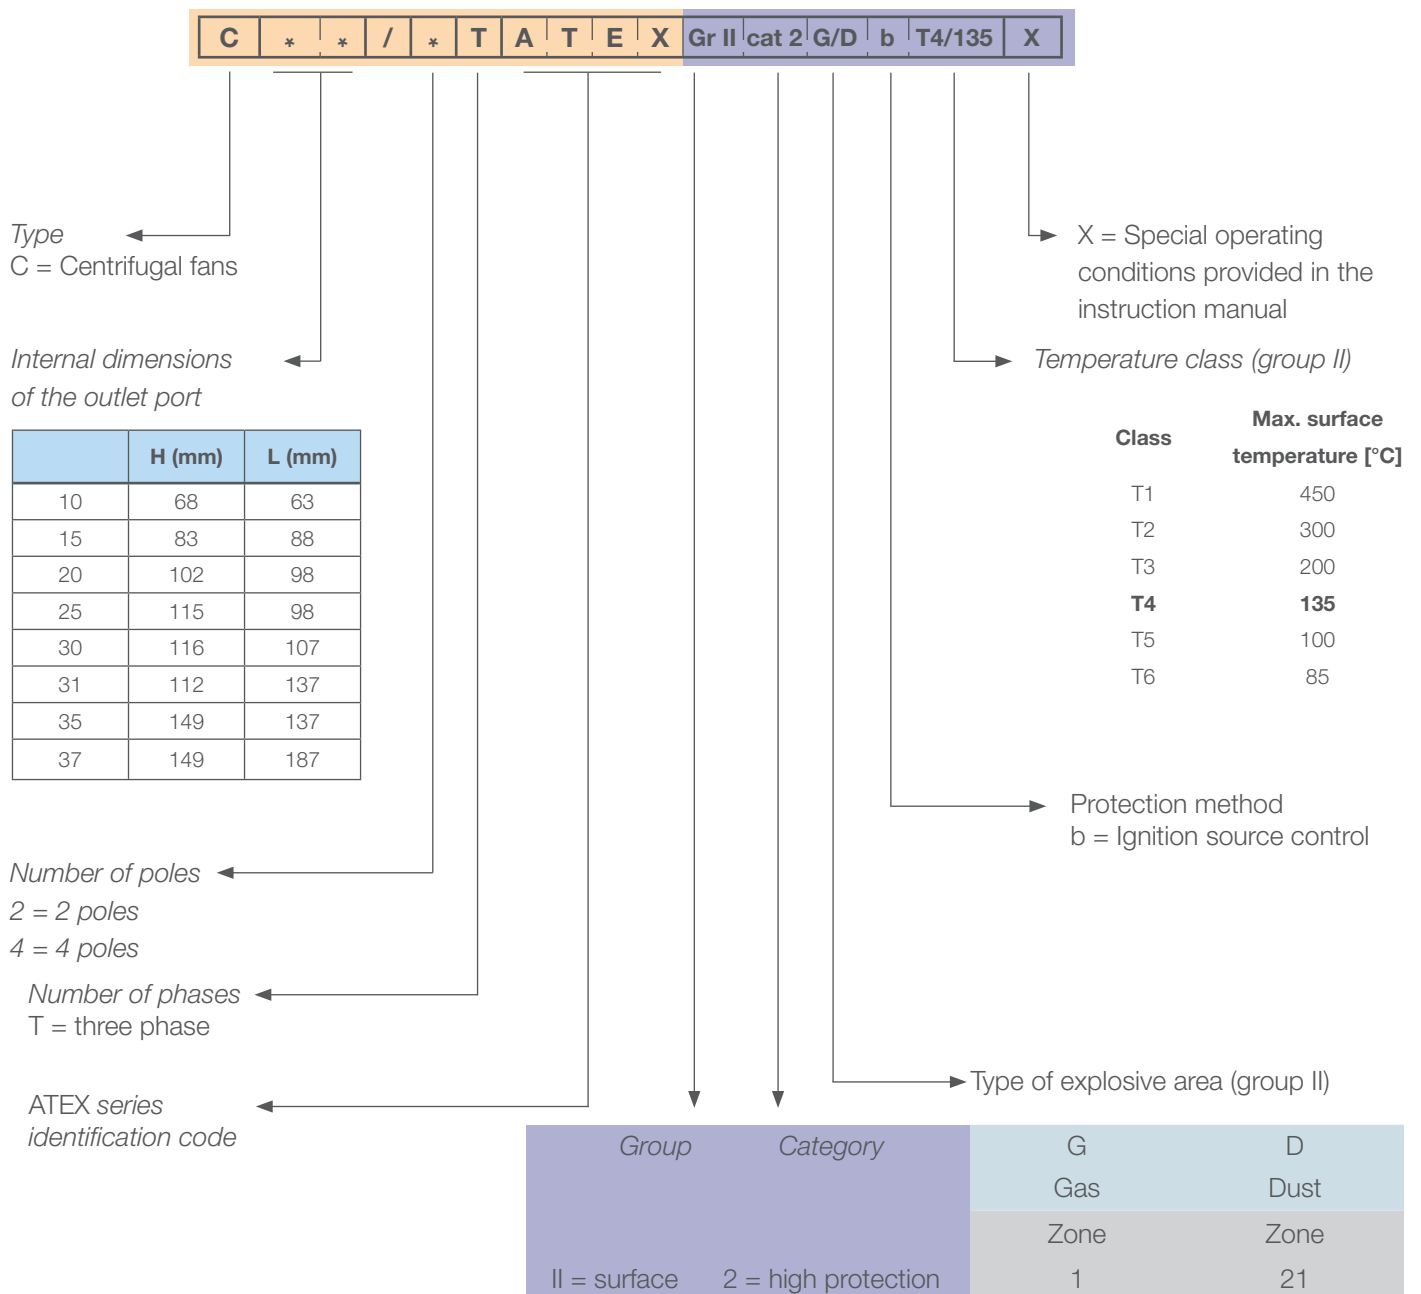 C * * / * T A T E X Gr II cat 2 G/D b T4/135 X
Type
C = Centrifugal fans
Internal dimensions
of the outlet port
H (mm) L (mm)
10 68 63
15 83 88
20 102 98
25 115 98
30 116 107
31 112 137
35 149 137
37 149 187
Number of poles
2 = 2 poles
4 = 4 poles
Number of phases
T = three phase
ATEX series
identification code
X = Special operating
conditions provided in the
instruction manual
Temperature class (group II)
Class Max. surface
temperature [°C]
T1 450
T2 300
T3 200
T4 135
T5 100
T6 85
Protection method
b = Ignition source control
Type of explosive area (group II)
Group Category G D
Gas Dust
Zone Zone
II = surface 2 = high protection 1 21